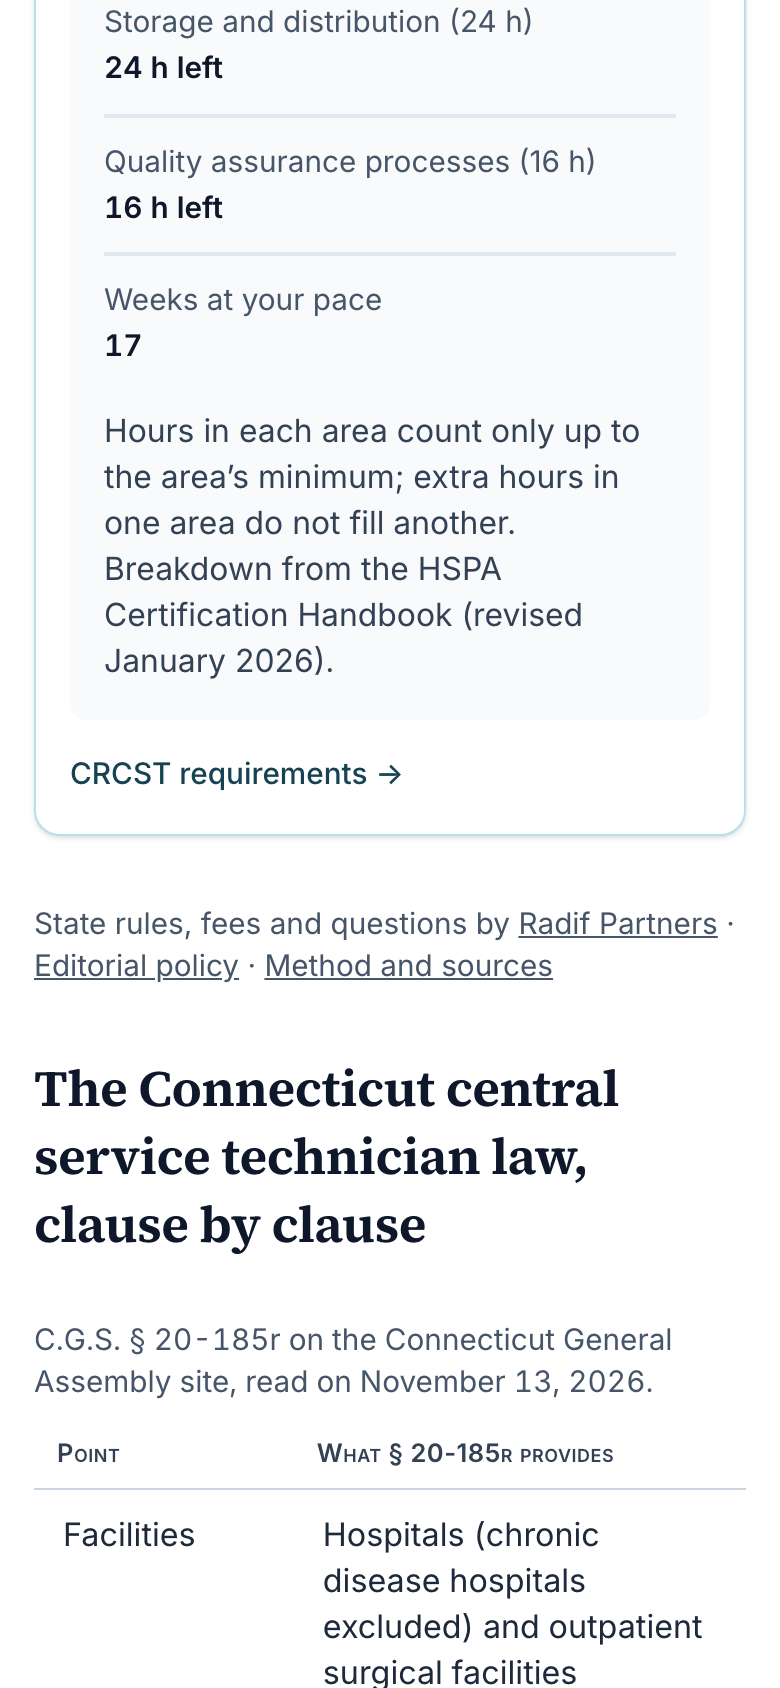 Storage and distribution (24 h)
24 h left
Quality assurance processes (16 h)
16 h left
Weeks at your pace
17
Hours in each area count only up to
the area’s minimum; extra hours in
one area do not fill another.
Breakdown from the HSPA
Certification Handbook (revised
January 2026).
CRCST requirements →
State rules, fees and questions by Radif Partners ·
Editorial policy · Method and sources
The Connecticut central
service technician law,
clause by clause
C.G.S. § 20-185r on the Connecticut General
Assembly site, read on November 13, 2026.
Point What § 20-185r provides
Facilities Hospitals (chronic
disease hospitals
excluded) and outpatient
surgical facilities